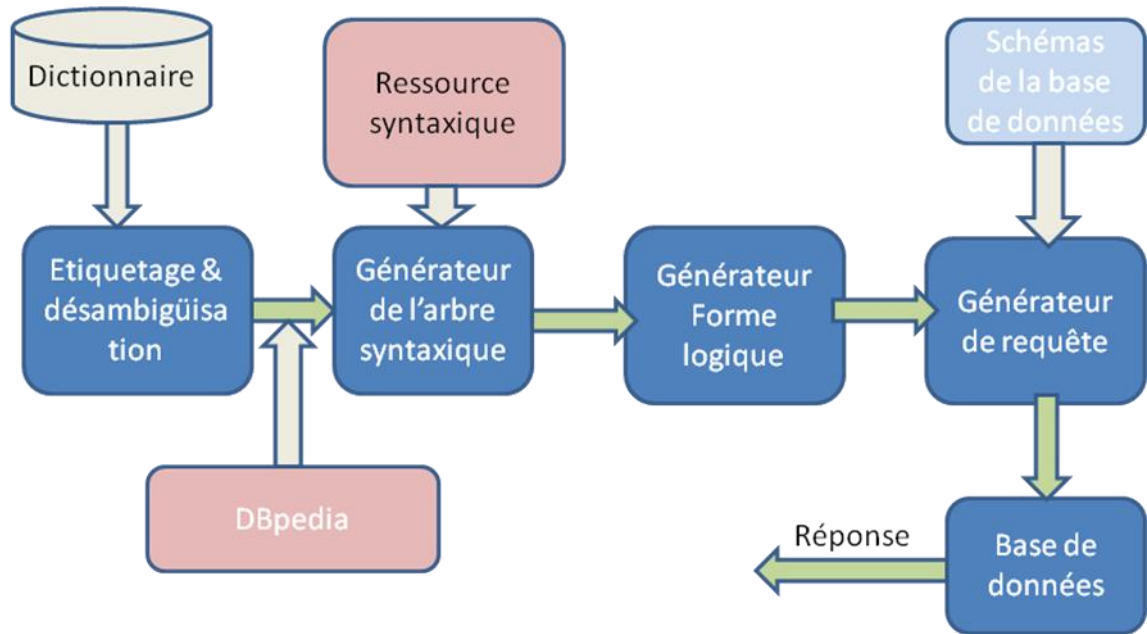 Dictionnaire
Ressource
syntaxique
Schémas
de la base
de données
Etiquetage &
désambigüisa
tion
Générateur
de l'arbre
syntaxique
Générateur
Forme
logique
Générateur
de requête
DBpedia
Réponse
Base de
données